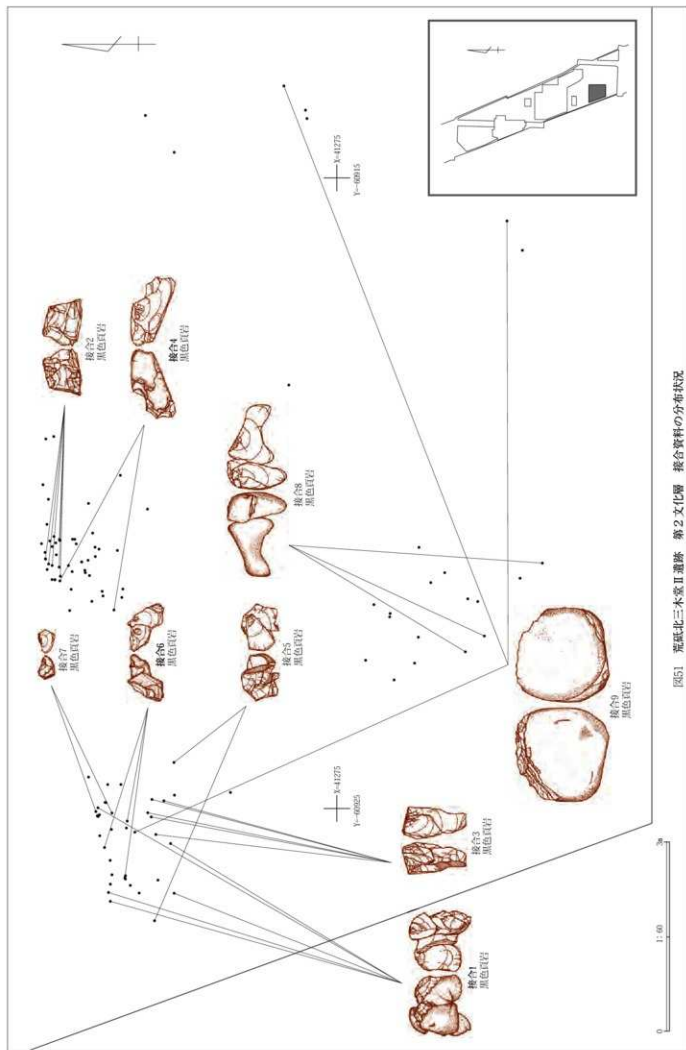 接合2
黒色頁岩
接合4
黒色頁岩
接合7
黒色頁岩
接合6
黒色頁岩
接合8
黒色頁岩
接合5
黒色頁岩
X=41275
Y=-60915
X=41275
Y=-60925
接合9
黒色頁岩
接合3
黒色頁岩
接合1
黒色頁岩
0
1:60
3m
図51 荒砥北三木堂Ⅱ遺跡 第2文化層 接合資料の分布状況